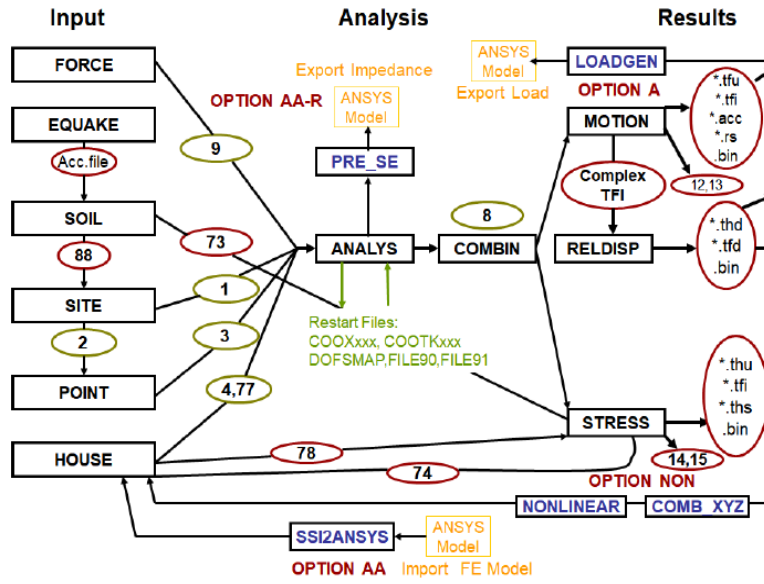 Input
Analysis
Results
FORCE
EQUAKE
Acc.file
SOIL
88
SITE
2
POINT
HOUSE
9
73
1
3
4,77
78
74
Export Impedance
OPTION AA-R
ANSYS
Model
PRE_SE
ANALYS
8
COMBIN
Restart Files:
COOXxxx, COOTKxxx
DOFSMAP,FILE90,FILE91
ANSYS
Model
LOADGEN
Export Load
OPTION A
MOTION
Complex
TFI
RELDISP
*.tfu
*.tfi
*.acc
*.rs
.bin
12,13
*.thd
*.tfd
.bin
STRESS
*.thu
*.tfi
*.ths
.bin
14,15
OPTION NON
NONLINEAR
COMB_XYZ
SSI2ANSYS
ANSYS
Model
OPTION AA
Import FE Model